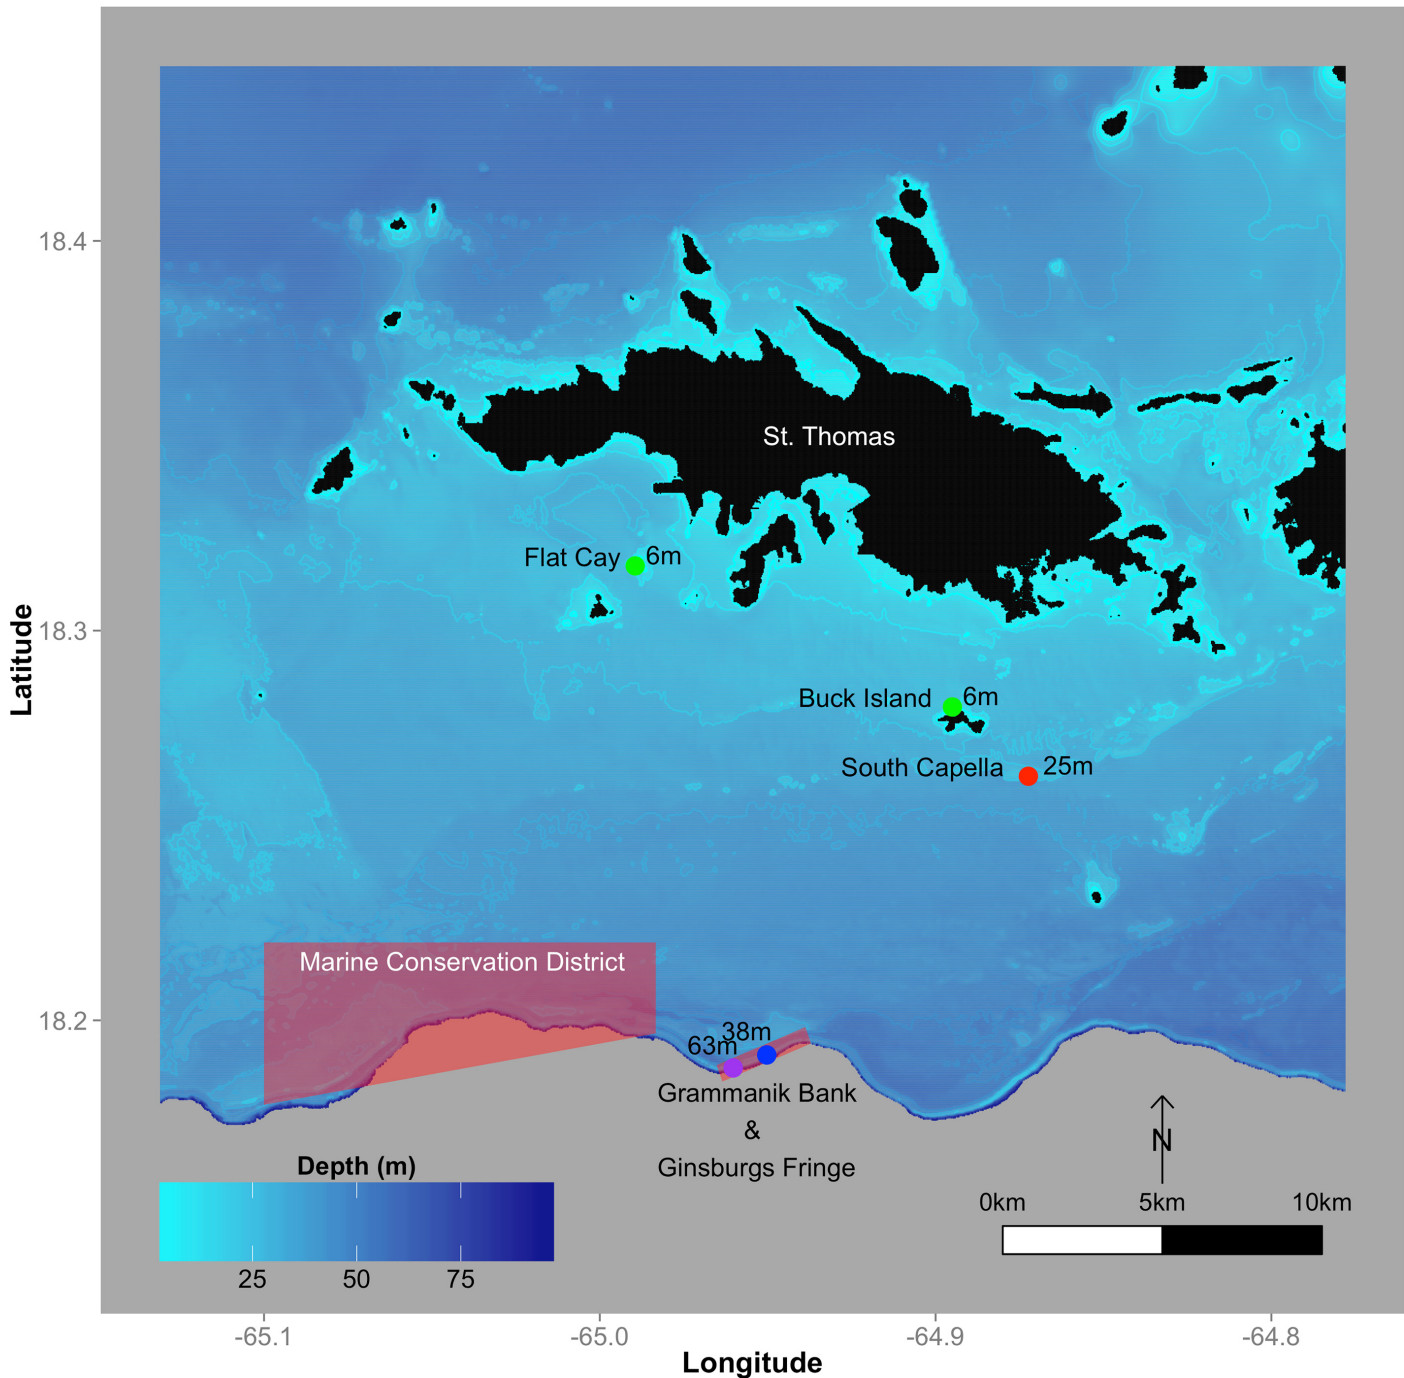 18.4
St. Thomas
Flat Cay
6m
18.3
Latitude
Buck Island
6m
South Capella
25m
Marine Conservation District
18.2
38m
63m
Grammanik Bank
&
Ginsburgs Fringe
N
Depth (m)
25
50
75
0km
5km
10km
-65.1
-65.0
-64.9
-64.8
Longitude